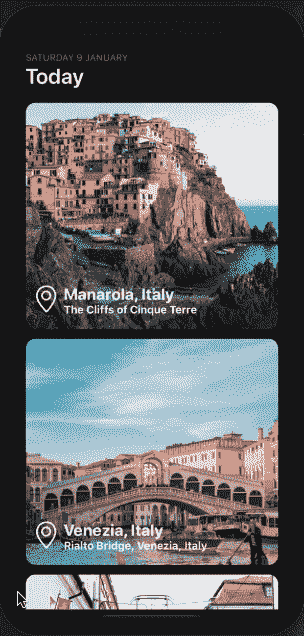 SATURDAY 9 JANUARY
Today
Manarola, Italy
The Cliffs of Cinque Terre
Venezia, Italy
Rialto Bridge, Venezia, Italy